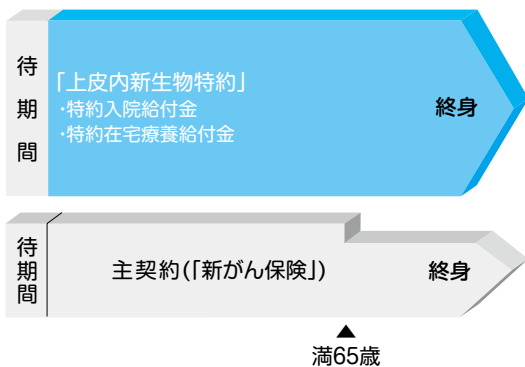 待期間
「上皮内新生物特約」
・特約入院給付金
・特約在宅療養給付金
終身
待期間
主契約(「新がん保険」)
終身
▲
満65歳